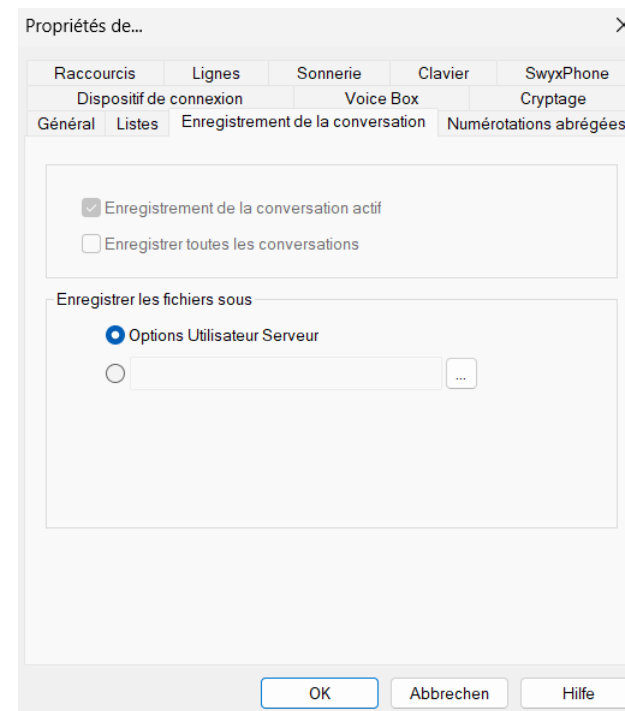 Propriétés de...
Raccourcis Lignes Sonnerie Clavier SwyxPhone
Dispositif de connexion Voice Box Cryptage
Général Listes Enregistrement de la conversation Numérotations abrégées
Enregistrement de la conversation actif
Enregistrer toutes les conversations
Enregistrer les fichiers sous
Options Utilisateur Serveur
...
OK Abbrechen Hilfe